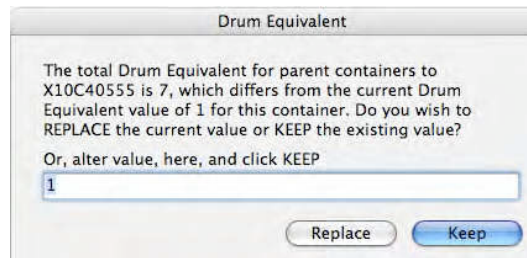 Drum Equivalent
The total Drum Equivalent for parent containers to
X10C40555 is 7, which differs from the current Drum
Equivalent value of 1 for this container. Do you wish to
REPLACE the current value or KEEP the existing value?
Or, alter value, here, and click KEEP
1
Replace Keep